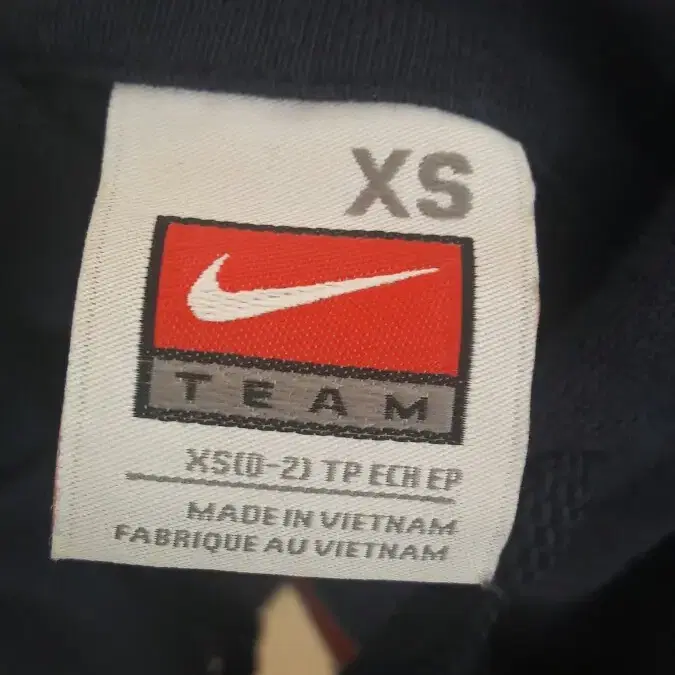 XS
TEAM
XS(0-2) TP ECH EP
MADE IN VIETNAM
FABRIQUE AU VIETNAM